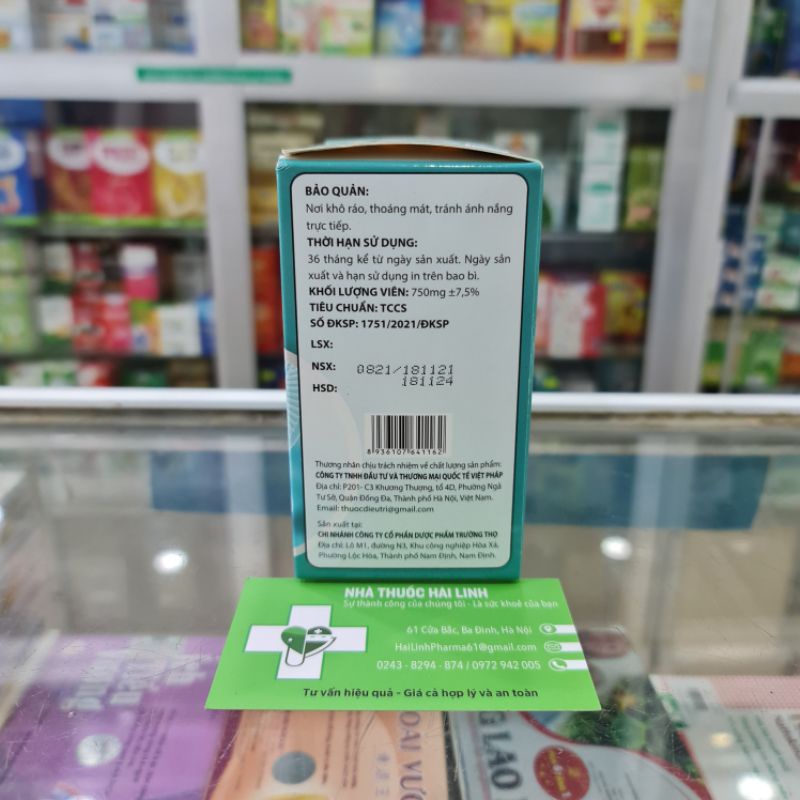 BẢO QUẢN:
Nơi khô ráo, thoáng mát, tránh ánh nắng
trực tiếp.
THỜI HẠN SỬ DỤNG:
36 tháng kể từ ngày sản xuất. Ngày sản
xuất và hạn sử dụng in trên bao bì.
KHỐI LƯỢNG VIÊN: 750mg ±7,5%
TIÊU CHUẨN: TCCS
SỐ ĐKSP: 1751/2021/ĐKSP
LSX:
NSX: 0821/181121
HSD: 181124
8936107641162
Thương nhân chịu trách nhiệm về chất lượng sản phẩm:
CÔNG TY TNHH ĐẦU TƯ VÀ THƯƠNG MẠI QUỐC TẾ VIỆT PHÁP
Địa chỉ: P201- C3 Khương Thượng, tổ 4D, Phường Ngã
Tư Sở, Quận Đống Đa, Thành phố Hà Nội, Việt Nam.
Email: thuocdieutri@gmail.com
Sản xuất tại:
CHI NHÁNH CÔNG TY CỔ PHẦN DƯỢC PHẨM TRƯỜNG THỌ
Địa chỉ: Lô M1, đường N3, Khu công nghiệp Hòa Xá,
Phường Lộc Hòa, Thành phố Nam Định, Nam Định.
NHÀ THUỐC HẢI LINH
Sự thành công của chúng tôi - Là sức khoẻ của bạn
61 Cửa Bắc, Ba Đình, Hà Nội
HaiLinhPharma61@gmail.com
0243 - 8294 - 874 / 0972 942 005
Tư vấn hiệu quả - Giá cả hợp lý và an toàn